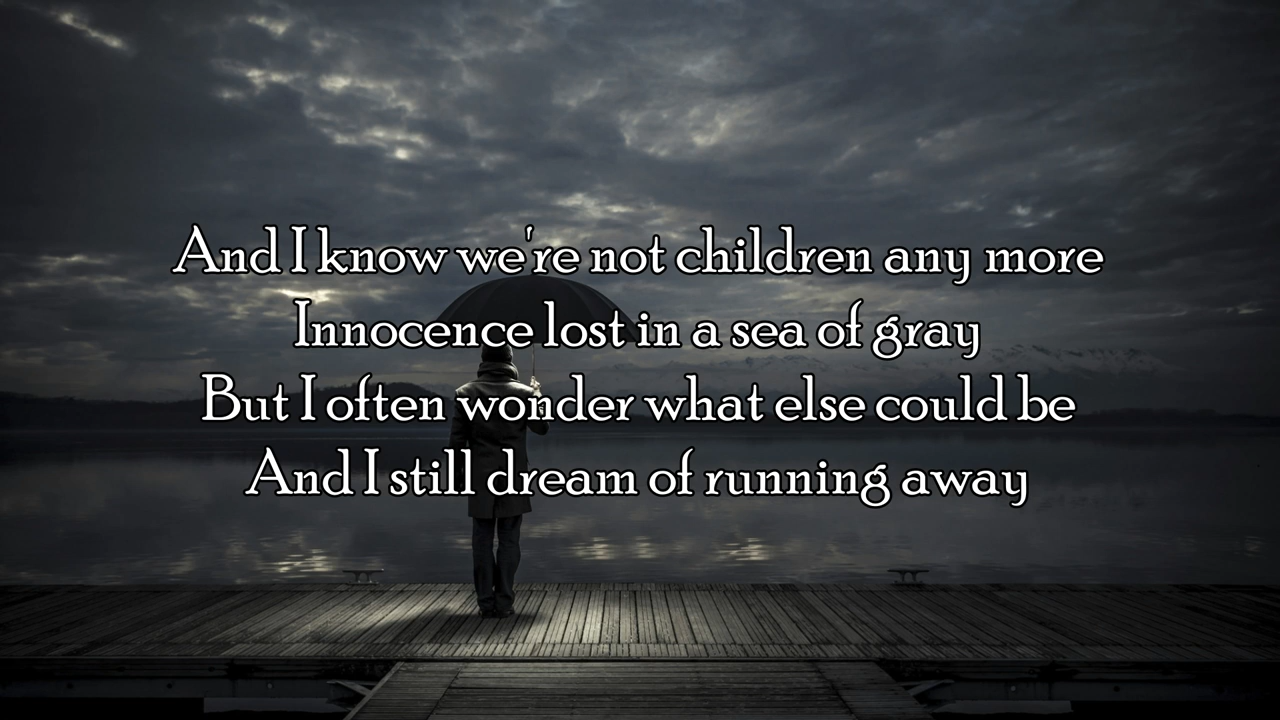 And I know we're not children any more
Innocence lost in a sea of gray
But I often wonder what else could be
And I still dream of running away